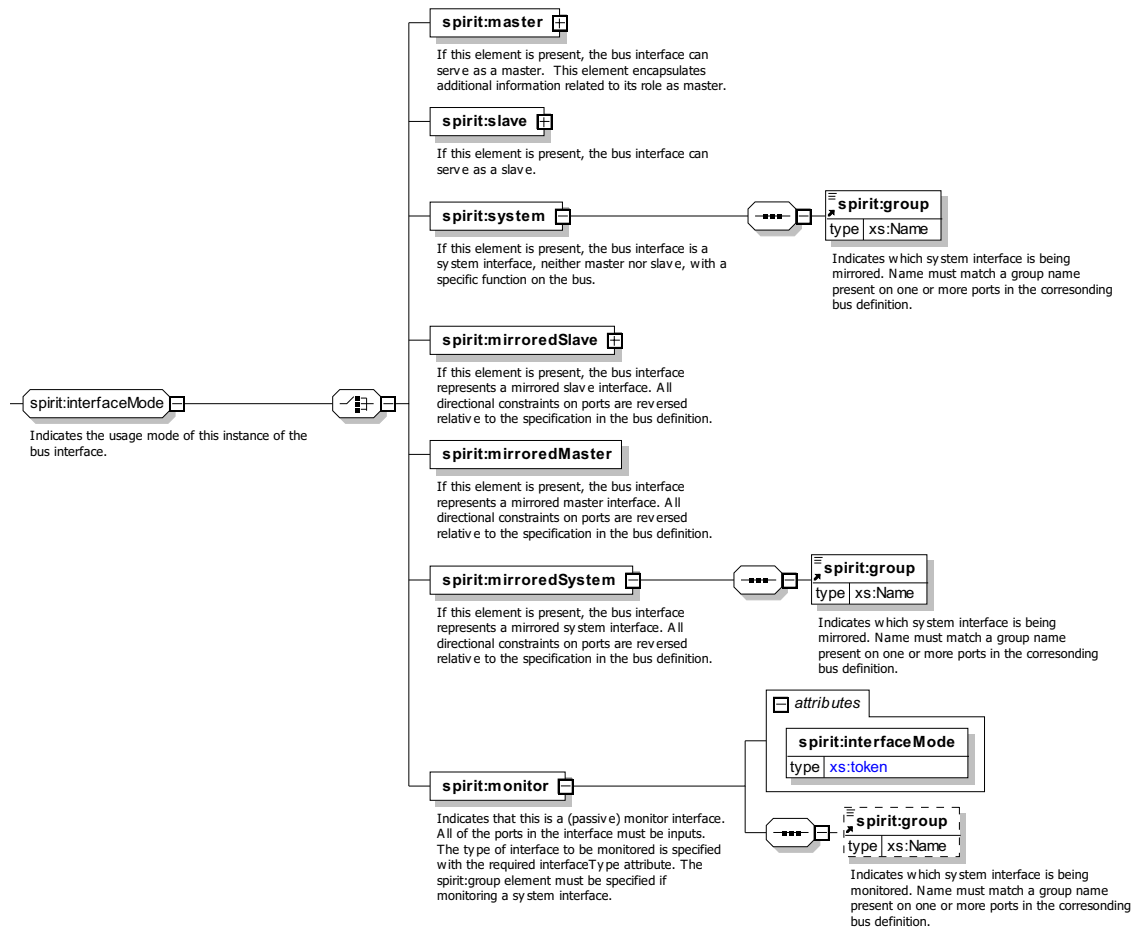 spirit:master
If this element is present, the bus interface can
serve as a master. This element encapsulates
additional information related to its role as master.
spirit:slave
If this element is present, the bus interface can
serve as a slave.
spirit:system
If this element is present, the bus interface is a
system interface, neither master nor slave, with a
specific function on the bus.
spirit:group
type xs:Name
Indicates which system interface is being
mirrored. Name must match a group name
present on one or more ports in the corresonding
bus definition.
spirit:mirroredSlave
If this element is present, the bus interface
represents a mirrored slave interface. All
directional constraints on ports are reversed
relative to the specification in the bus definition.
spirit:interfaceMode
Indicates the usage mode of this instance of the
bus interface.
spirit:mirroredMaster
If this element is present, the bus interface
represents a mirrored master interface. All
directional constraints on ports are reversed
relative to the specification in the bus definition.
spirit:mirroredSystem
If this element is present, the bus interface
represents a mirrored system interface. All
directional constraints on ports are reversed
relative to the specification in the bus definition.
spirit:group
type xs:Name
Indicates which system interface is being
mirrored. Name must match a group name
present on one or more ports in the corresonding
bus definition.
attributes
spirit:interfaceMode
type xs:token
spirit:monitor
Indicates that this is a (passive) monitor interface.
All of the ports in the interface must be inputs.
The type of interface to be monitored is specified
with the required interfaceType attribute. The
spirit:group element must be specified if
monitoring a system interface.
spirit:group
type xs:Name
Indicates which system interface is being
monitored. Name must match a group name
present on one or more ports in the corresonding
bus definition.